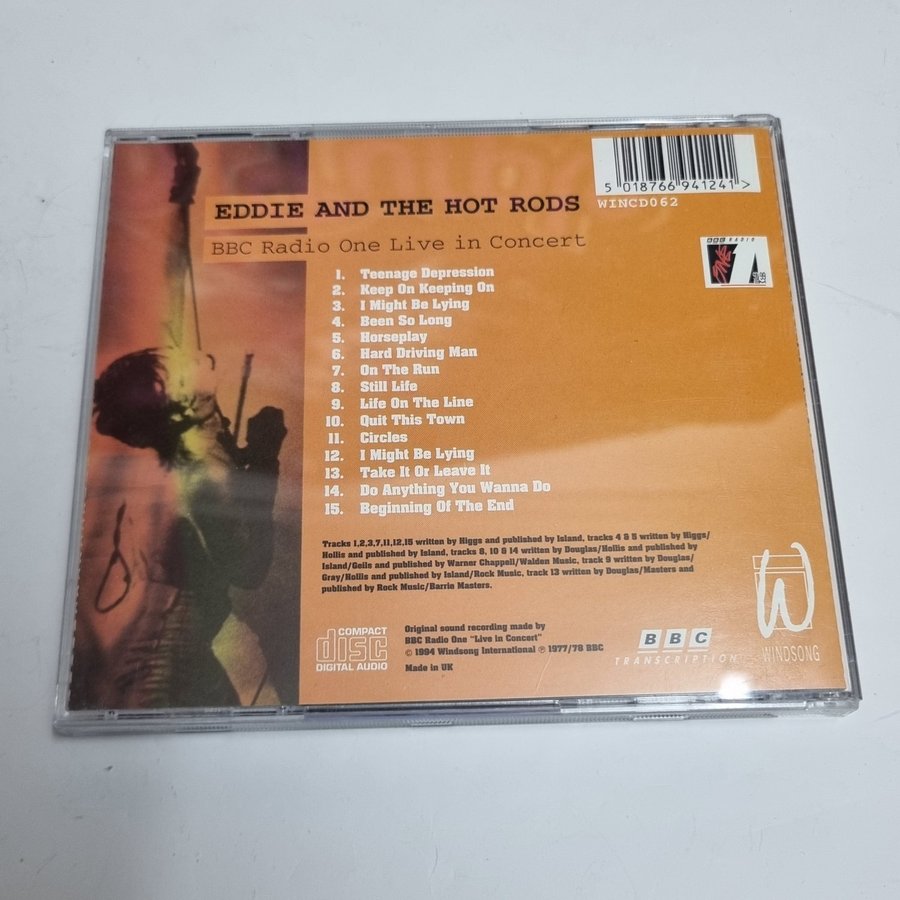 5 018766 941241 >
WINCD062
EDDIE AND THE HOT RODS
BBC Radio One Live in Concert
BBC RADIO
1
1. Teenage Depression
2. Keep On Keeping On
3. I Might Be Lying
4. Been So Long
5. Horseplay
6. Hard Driving Man
7. On The Run
8. Still Life
9. Life On The Line
10. Quit This Town
11. Circles
12. I Might Be Lying
13. Take It Or Leave It
14. Do Anything You Wanna Do
15. Beginning Of The End
Tracks 1,2,3,7,11,12,15 written by Higgs and published by Island, tracks 4 & 5 written by Higgs/
Hollis and published by Island, tracks 8, 10 & 14 written by Douglas/Hollis and published by
Island/Geils and published by Warner Chappell/Walden Music, track 9 written by Douglas/
Gray/Hollis and published by Island/Rock Music, track 13 written by Douglas/Masters and
published by Rock Music/Barrie Masters.
COMPACT
disc
DIGITAL AUDIO
Original sound recording made by
BBC Radio One "Live in Concert"
© 1994 Windsong International ℗ 1977/78 BBC
Made in UK
BBC
TRANSCRIPTION
W
WINDSONG